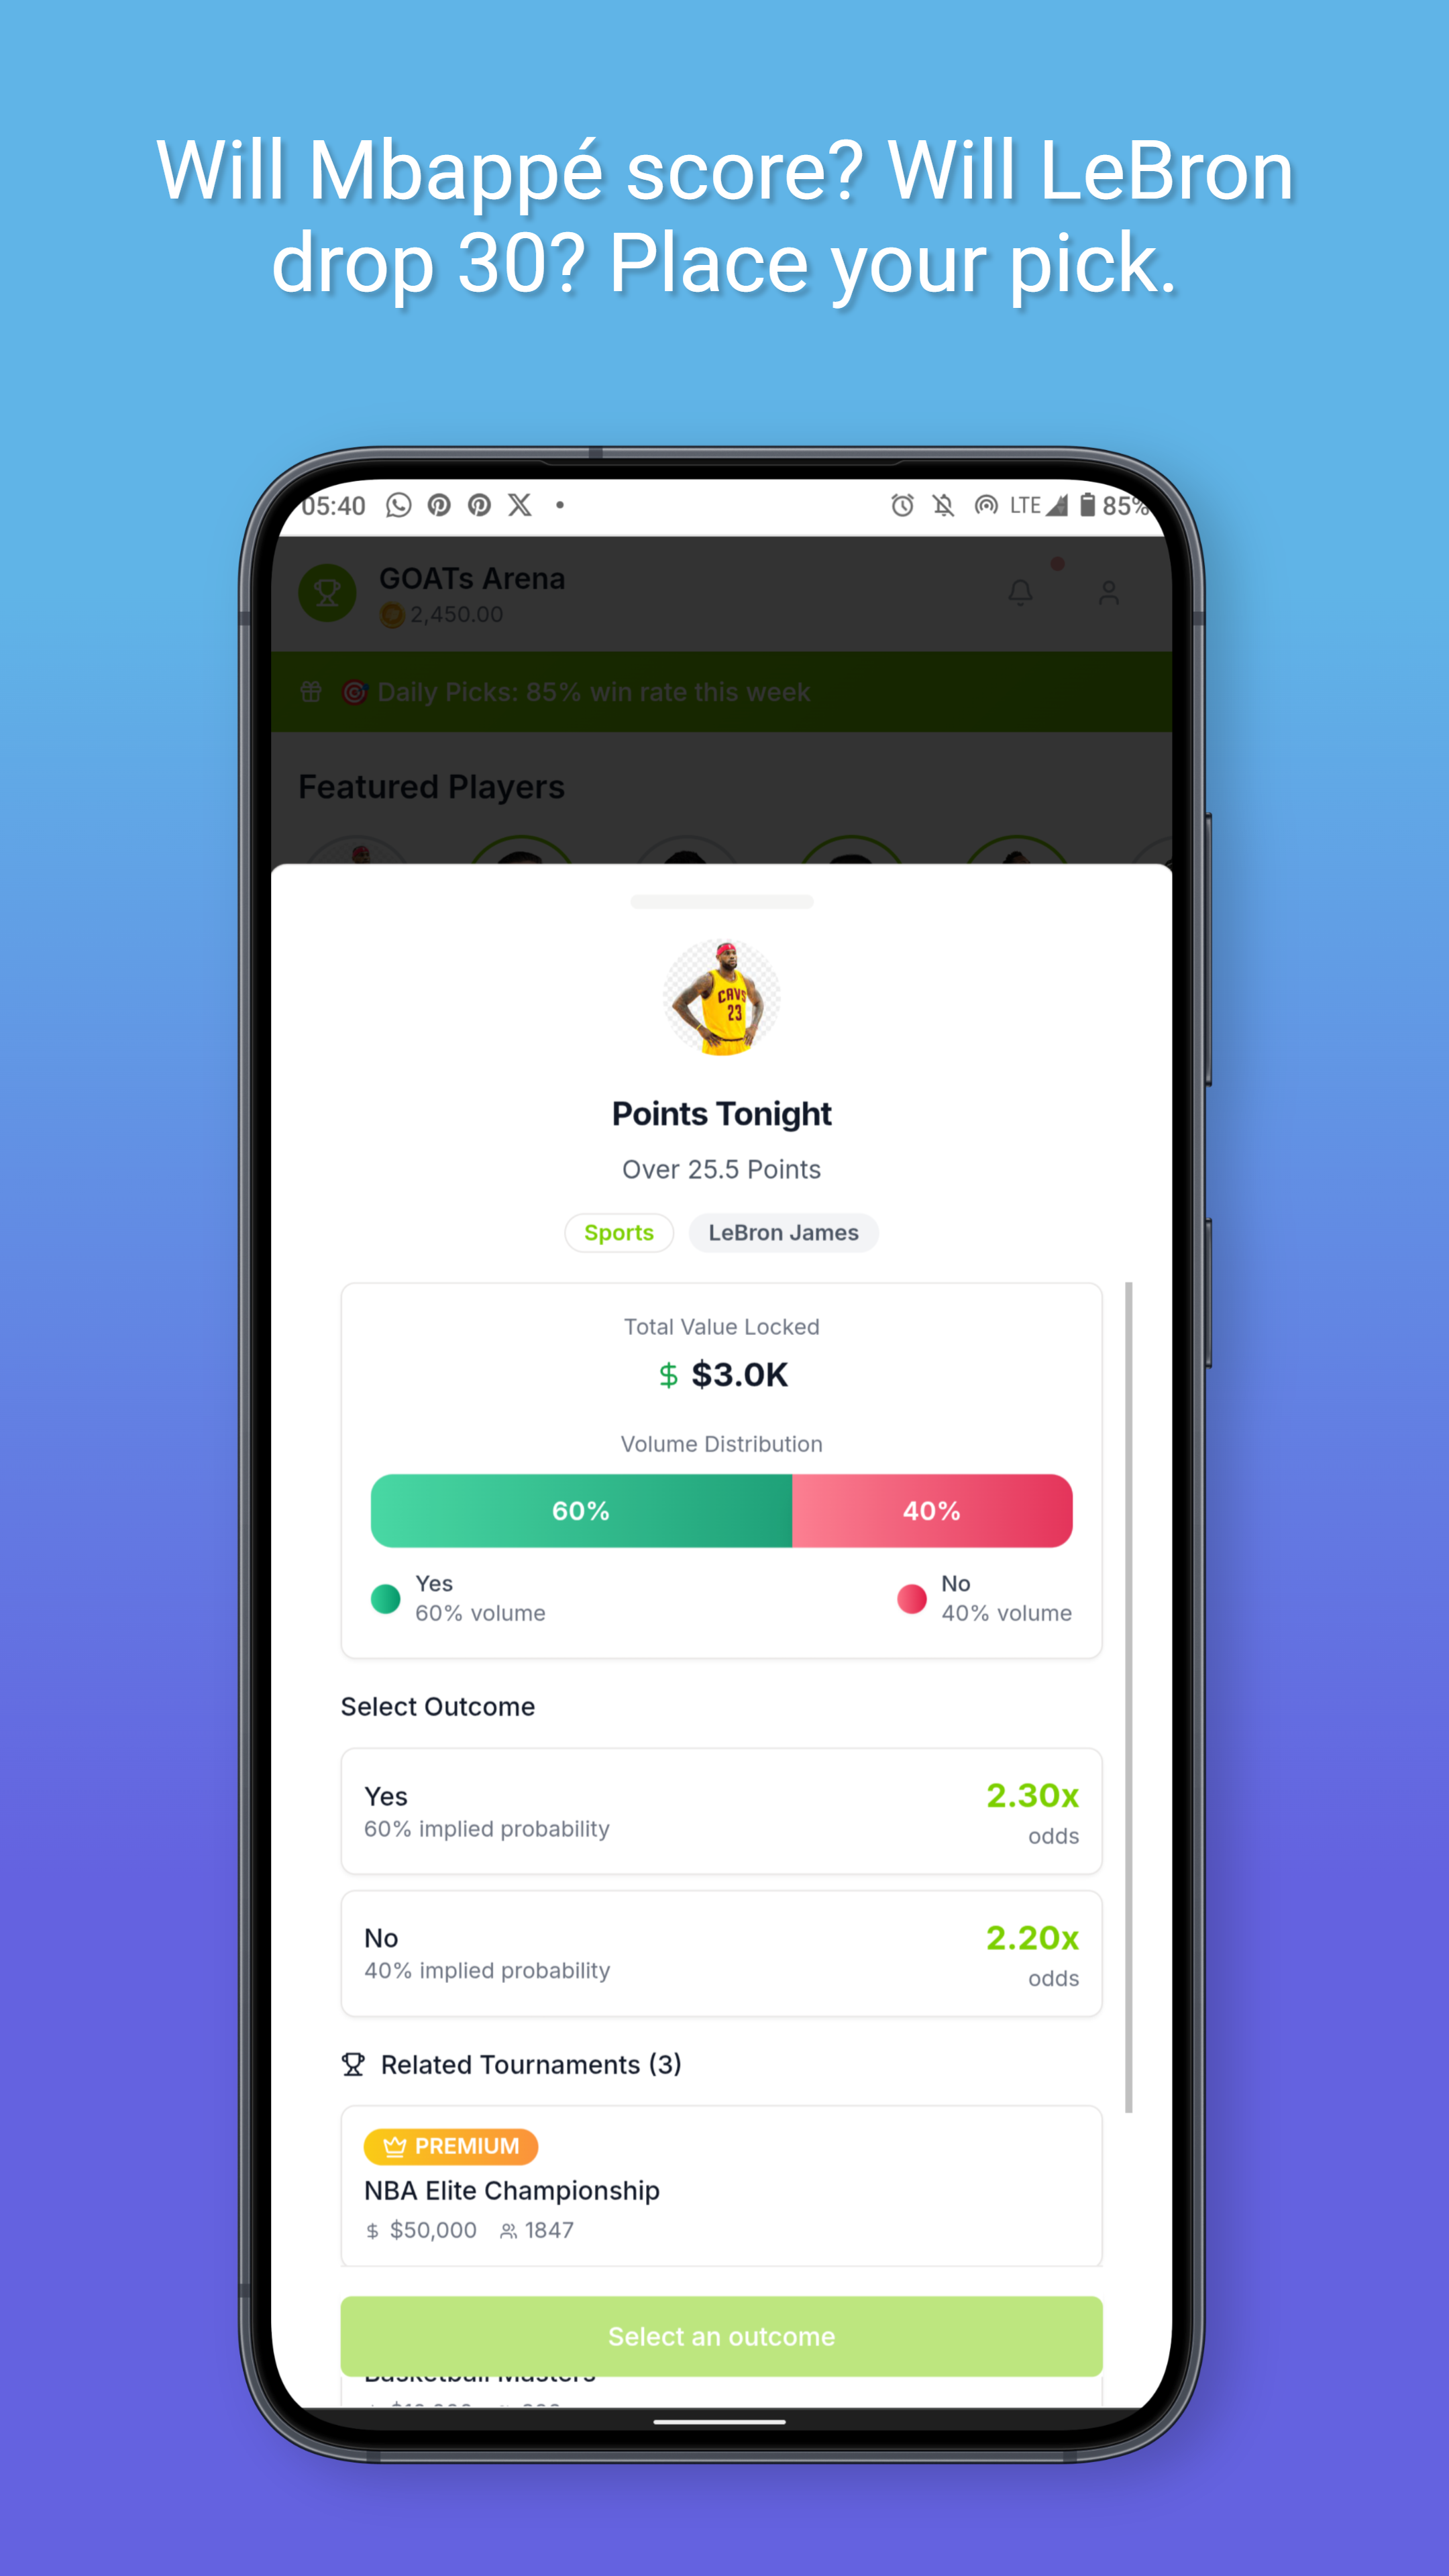 Will Mbappé score? Will LeBron
drop 30? Place your pick.
05:40
LTE
85%
GOATs Arena
2,450.00
Daily Picks: 85% win rate this week
Featured Players
CAVS
23
Points Tonight
Over 25.5 Points
Sports
LeBron James
Total Value Locked
$ $3.0K
Volume Distribution
60%
40%
Yes
60% volume
No
40% volume
Select Outcome
Yes
60% implied probability
2.30x
odds
No
40% implied probability
2.20x
odds
Related Tournaments (3)
PREMIUM
NBA Elite Championship
$ $50,000
1847
Select an outcome
Basketball Masters